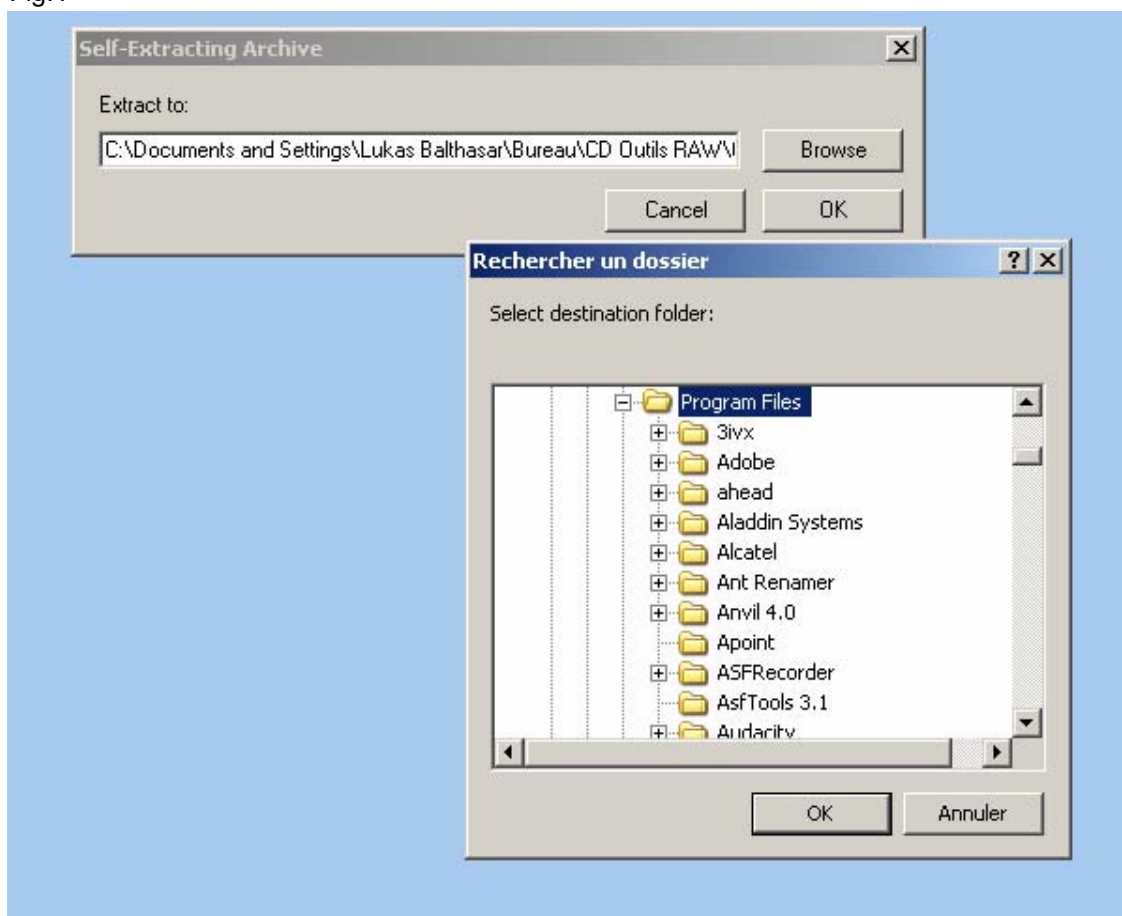 Self-Extracting Archive
Extract to:
C:\Documents and Settings\Lukas Balthasar\Bureau\CD Outils RAW\
Browse
Cancel
OK
Rechercher un dossier
Select destination folder:
Program Files
3ivx
Adobe
ahead
Aladdin Systems
Alcatel
Ant Renamer
Anvil 4.0
Apoint
ASFRecorder
AsfTools 3.1
Audacity
OK
Annuler